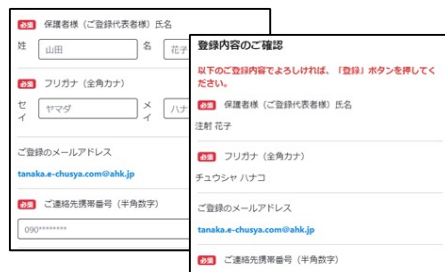 必須 保護者様（ご登録代表者様）氏名
姓 山田 名 花子
必須 フリガナ（全角カナ）
セイ ヤマダ メイ ハナ
ご登録のメールアドレス
tanaka.e-chusya.com@ahk.jp
必須 ご連絡先携帯番号（半角数字）
090********
登録内容のご確認
以下のご登録内容でよろしければ、「登録」ボタンを押してく
ださい。
必須 保護者様（ご登録代表者様）氏名
注射 花子
必須 フリガナ（全角カナ）
チュウシャ ハナコ
ご登録のメールアドレス
tanaka.e-chusya.com@ahk.jp
必須 ご連絡先携帯番号（半角数字）